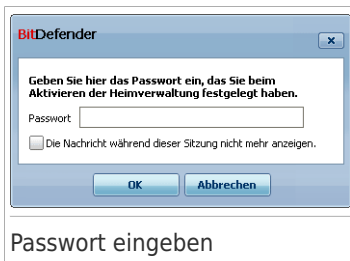 BitDefender
Geben Sie hier das Passwort ein, das Sie beim
Aktivieren der Heimverwaltung festgelegt haben.
Passwort
Die Nachricht während dieser Sitzung nicht mehr anzeigen.
OK Abbrechen
Passwort eingeben